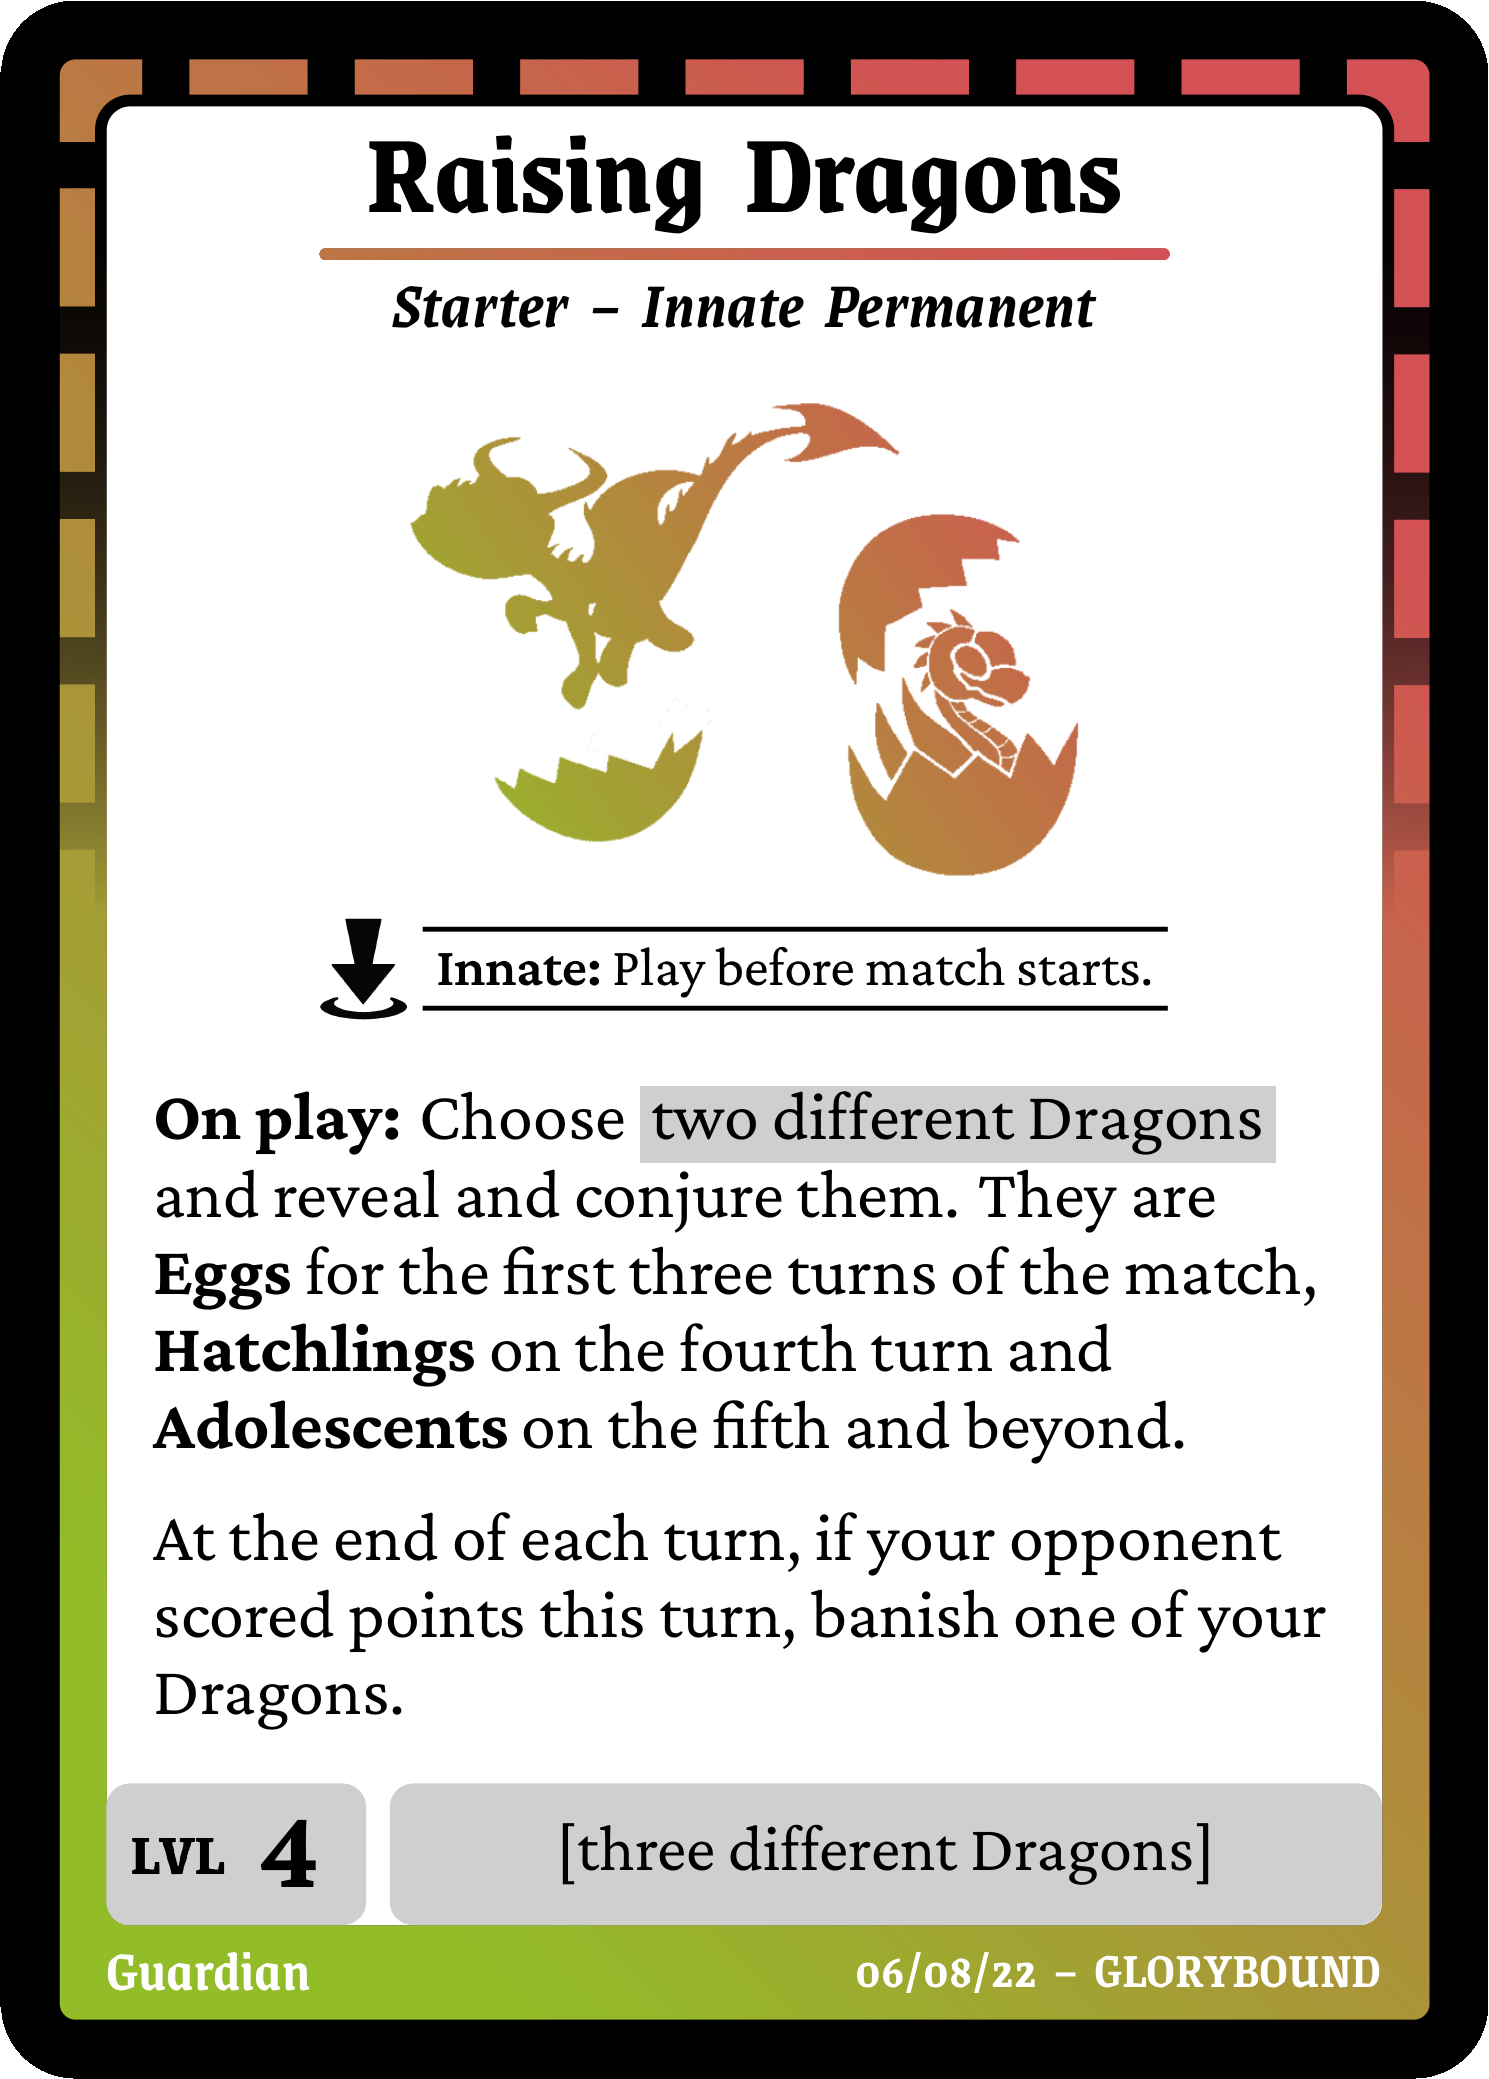 Raising Dragons
Starter – Innate Permanent
Innate: Play before match starts.
On play: Choose two different Dragons
and reveal and conjure them. They are
Eggs for the first three turns of the match,
Hatchlings on the fourth turn and
Adolescents on the fifth and beyond.
At the end of each turn, if your opponent
scored points this turn, banish one of your
Dragons.
LVL 4
[three different Dragons]
Guardian
06/08/22 – GLORYBOUND